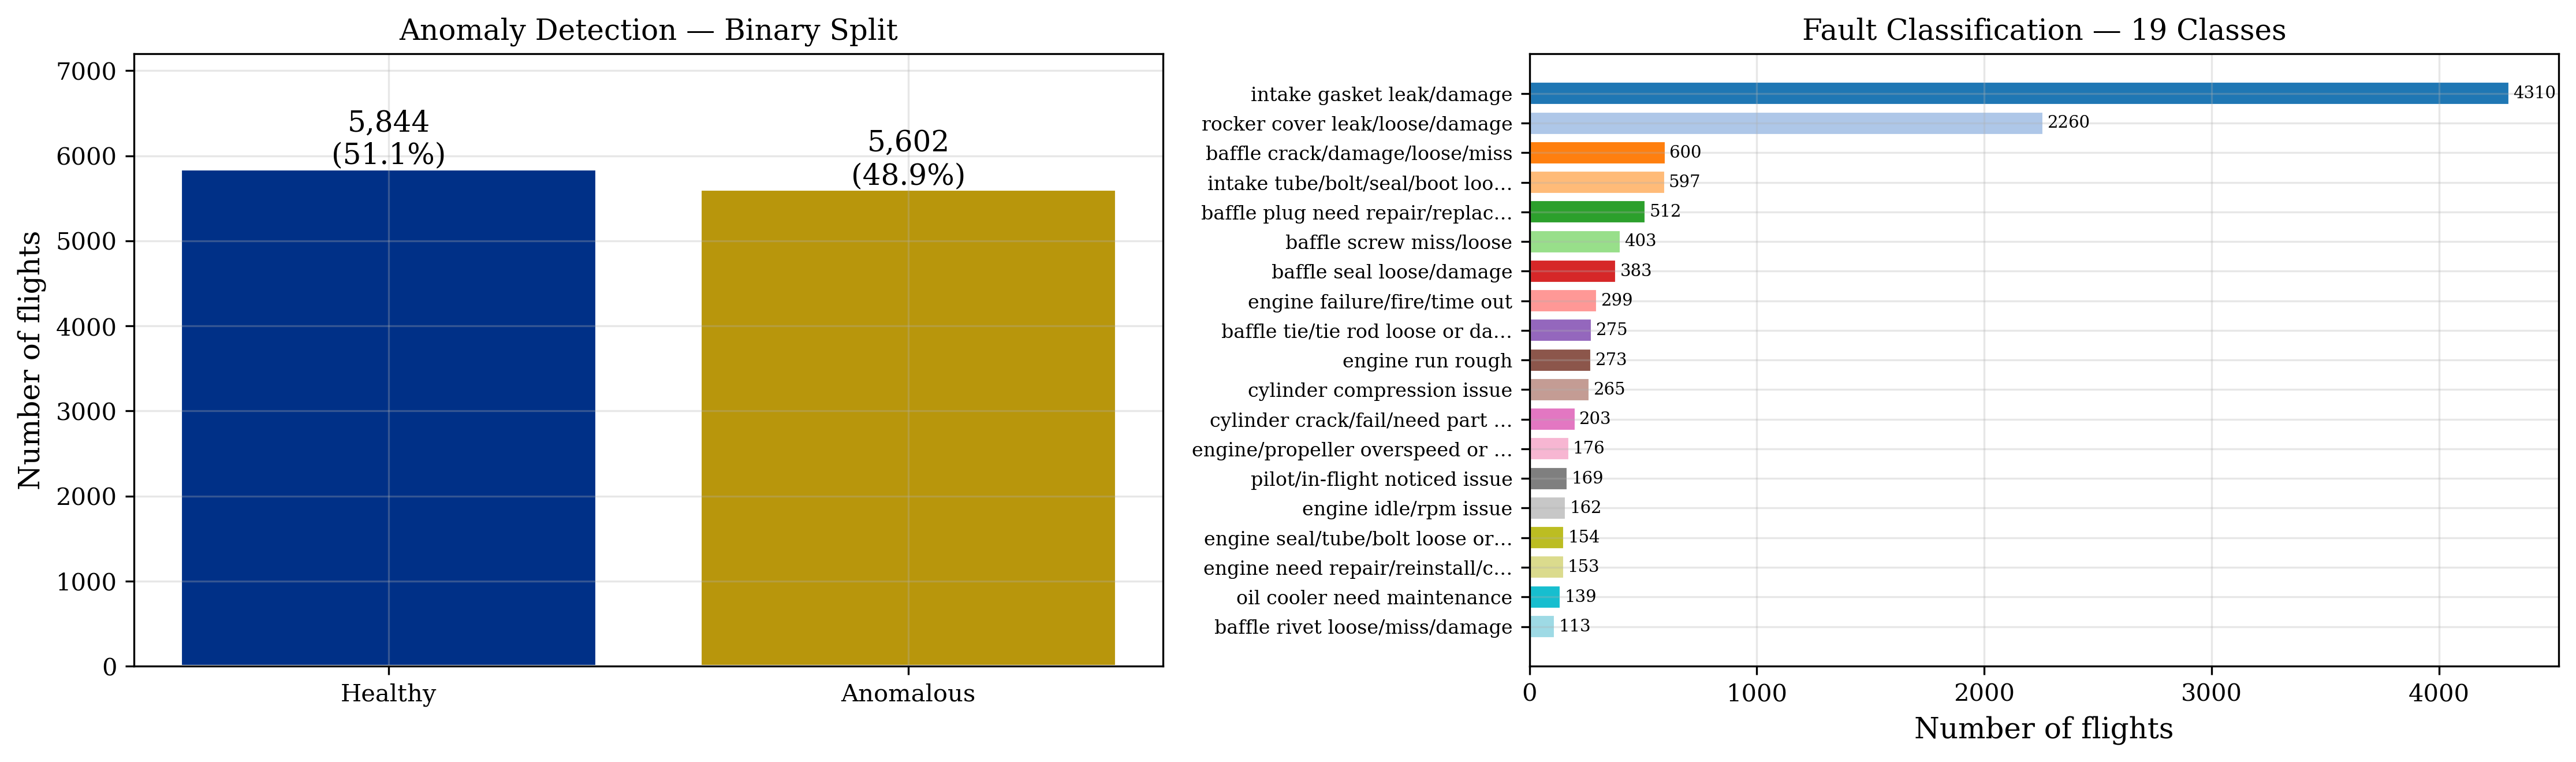 Anomaly Detection — Binary Split
Number of flights
7000
6000
5000
4000
3000
2000
1000
0
5,844
(51.1%)
5,602
(48.9%)
Healthy
Anomalous
Fault Classification — 19 Classes
intake gasket leak/damage 4310
rocker cover leak/loose/damage 2260
baffle crack/damage/loose/miss 600
intake tube/bolt/seal/boot loo... 597
baffle plug need repair/replac... 512
baffle screw miss/loose 403
baffle seal loose/damage 383
engine failure/fire/time out 299
baffle tie/tie rod loose or da... 275
engine run rough 273
cylinder compression issue 265
cylinder crack/fail/need part ... 203
engine/propeller overspeed or ... 176
pilot/in-flight noticed issue 169
engine idle/rpm issue 162
engine seal/tube/bolt loose or... 154
engine need repair/reinstall/c... 153
oil cooler need maintenance 139
baffle rivet loose/miss/damage 113
0 1000 2000 3000 4000
Number of flights